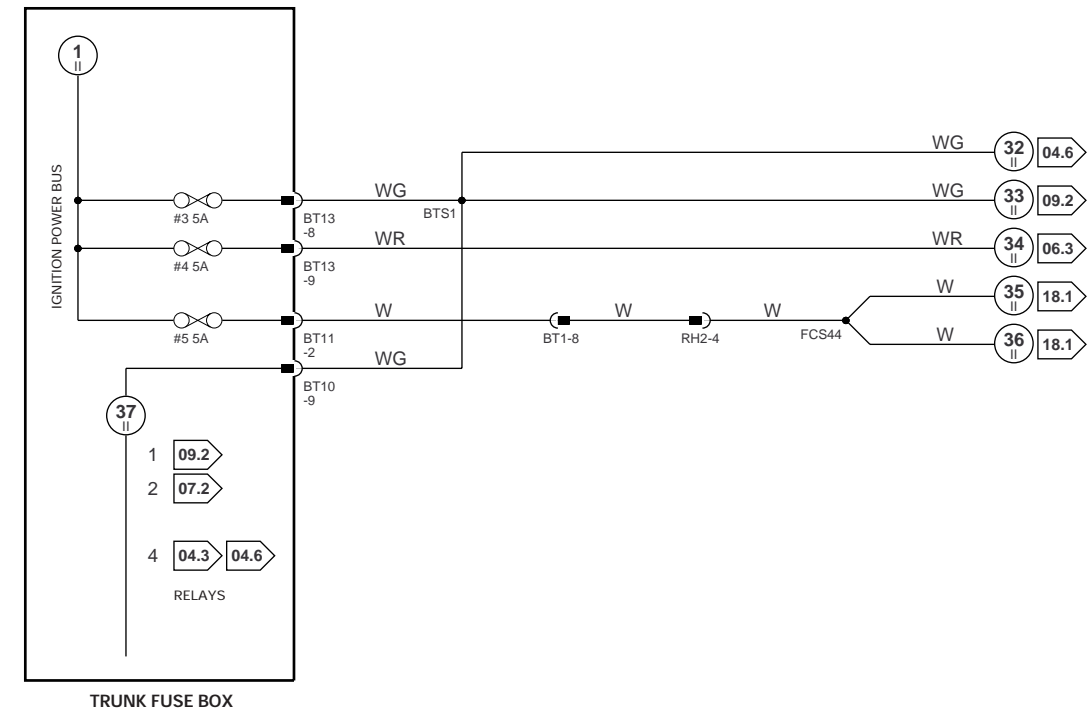 1
II
IGNITION POWER BUS
WG
32
II
04.6
#3 5A
BT13
-8
WG
BTS1
WG
33
II
09.2
#4 5A
BT13
-9
WR
WR
34
II
06.3
#5 5A
BT11
-2
W
BT1-8
W
RH2-4
W
FCS44
W
35
II
18.1
W
36
II
18.1
WG
BT10
-9
37
II
1 09.2
2 07.2
4 04.3 04.6
RELAYS
TRUNK FUSE BOX